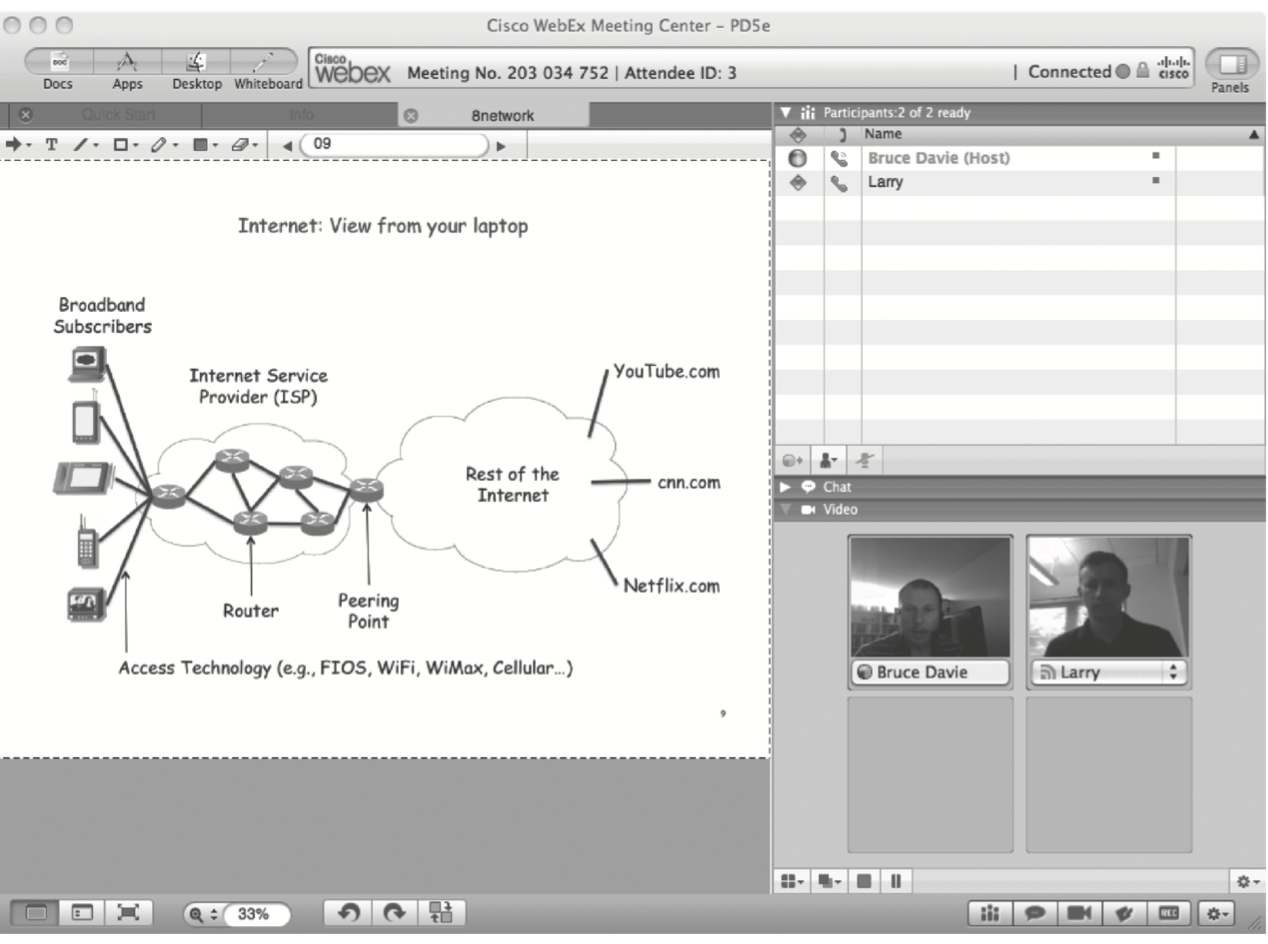 Cisco WebEx Meeting Center – PD5e
DOC
Docs
Apps
Desktop
Whiteboard
Cisco
webex
Meeting No. 203 034 752 | Attendee ID: 3
| Connected
CISCO
Panels
Quick Start
Info
8network
T
09
Internet: View from your laptop
Broadband
Subscribers
Internet Service
Provider (ISP)
Rest of the
Internet
YouTube.com
cnn.com
Netflix.com
Router
Peering
Point
Access Technology (e.g., FIOS, WiFi, WiMax, Cellular...)
9
Participants:2 of 2 ready
Name
Bruce Davie (Host)
Larry
Chat
Video
Bruce Davie
Larry
33%
REC